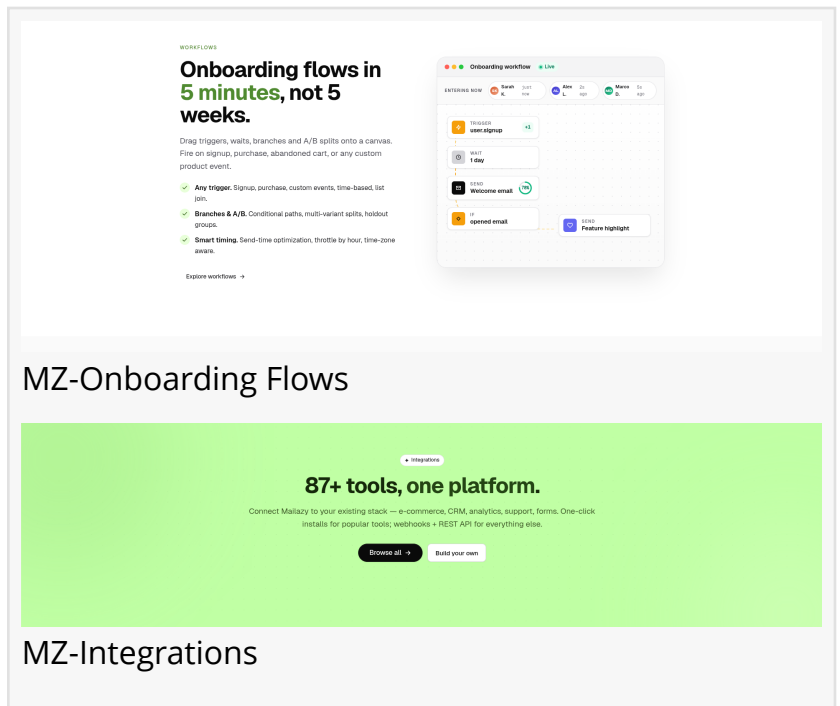 WORKFLOWS
Onboarding flows in
5 minutes, not 5
weeks.
Drag triggers, waits, branches and A/B splits onto a canvas.
Fire on signup, purchase, abandoned cart, or any custom
product event.
Any trigger. Signup, purchase, custom events, time-based, list
join.
Branches & A/B. Conditional paths, multi-variant splits, holdout
groups.
Smart timing. Send-time optimization, throttle by hour, time-zone
aware.
Explore workflows →
Onboarding workflow
Live
ENTERING NOW
Sarah K.
just now
AL
Alex L.
2s ago
MD
Marco D.
5s ago
TRIGGER
user.signup
+1
WAIT
1 day
SEND
Welcome email
IF
opened email
SEND
Feature highlight
MZ-Onboarding Flows
Integrations
87+ tools, one platform.
Connect Mailazy to your existing stack — e-commerce, CRM, analytics, support, forms. One-click
installs for popular tools; webhooks + REST API for everything else.
Browse all →
Build your own
MZ-Integrations